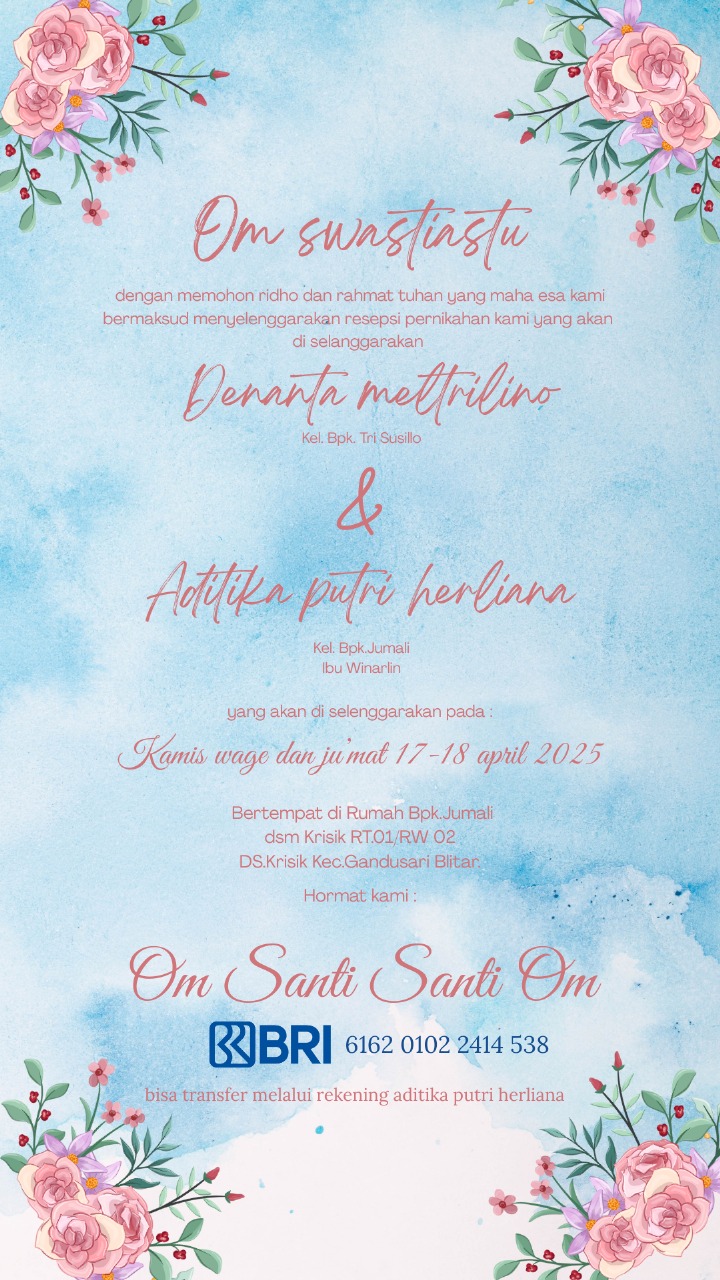 Om swastiastu
dengan memohon ridho dan rahmat tuhan yang maha esa kami
bermaksud menyelenggarakan resepsi pernikahan kami yang akan
di selanggarakan
Denanta meltrilino
Kel. Bpk. Tri Susillo
&
Aditika putri herliana
Kel. Bpk.Jumali
Ibu Winarlin
yang akan di selenggarakan pada :
Kamis wage dan ju'mat 17-18 april 2025
Bertempat di Rumah Bpk.Jumali
dsm Krisik RT.01/RW 02
DS.Krisik Kec.Gandusari Blitar.
Hormat kami :
Om Santi Santi Om
BRI 6162 0102 2414 538
bisa transfer melalui rekening aditika putri herliana